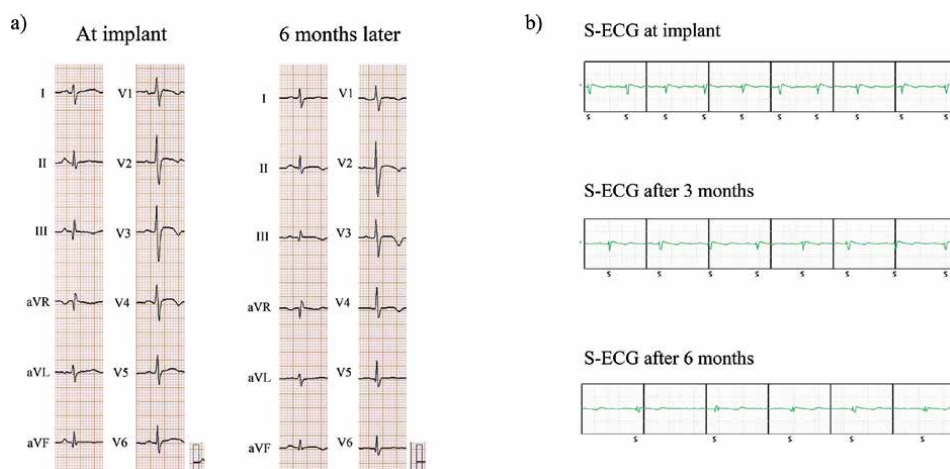 a)
At implant
6 months later
I
V1
II
V2
III
V3
aVR
V4
aVL
V5
aVF
V6
I
V1
II
V2
III
V3
aVR
V4
aVL
V5
aVF
V6
b)
S-ECG at implant
S S S S S S S S S
S-ECG after 3 months
S S S S S S S
S-ECG after 6 months
S S S S S